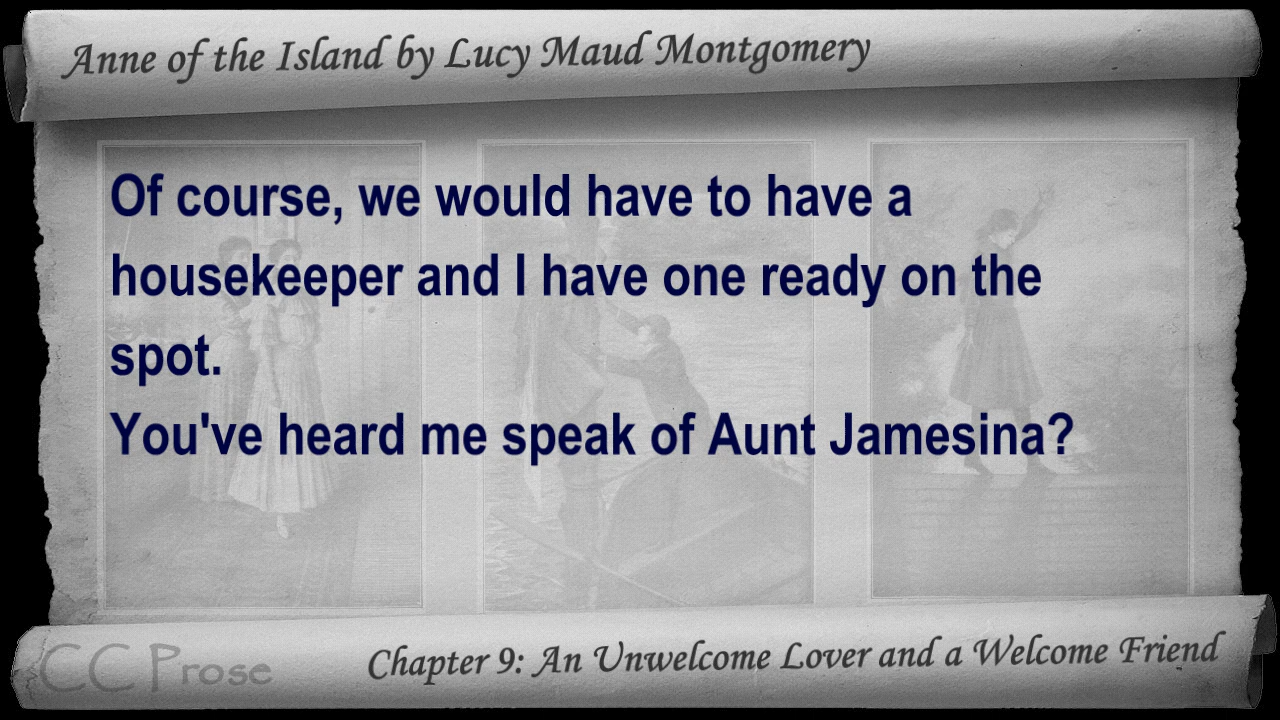 Anne of the Island by Lucy Maud Montgomery
Of course, we would have to have a
housekeeper and I have one ready on the
spot.
You've heard me speak of Aunt Jamesina?
CC Prose
Chapter 9: An Unwelcome Lover and a Welcome Friend